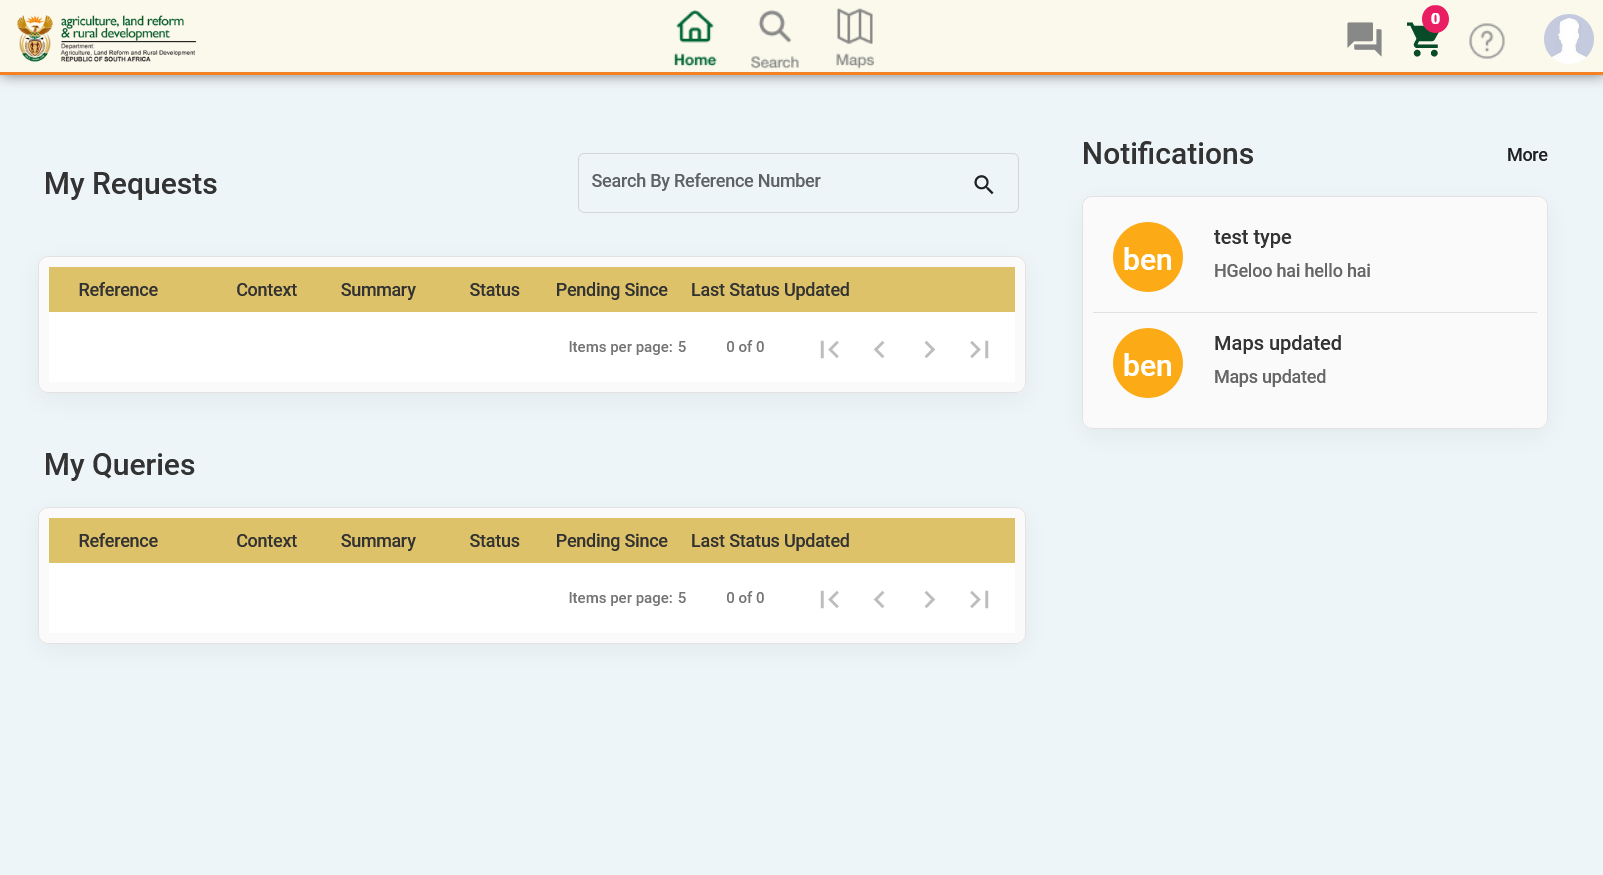 agriculture, land reform
& rural development
Department:
Agriculture, Land Reform and Rural Development
REPUBLIC OF SOUTH AFRICA
Home
Search
Maps
0
?
My Requests
Search By Reference Number
Reference Context Summary Status Pending Since Last Status Updated
Items per page: 5 0 of 0
My Queries
Reference Context Summary Status Pending Since Last Status Updated
Items per page: 5 0 of 0
Notifications More
ben
test type
HGeloo hai hello hai
ben
Maps updated
Maps updated